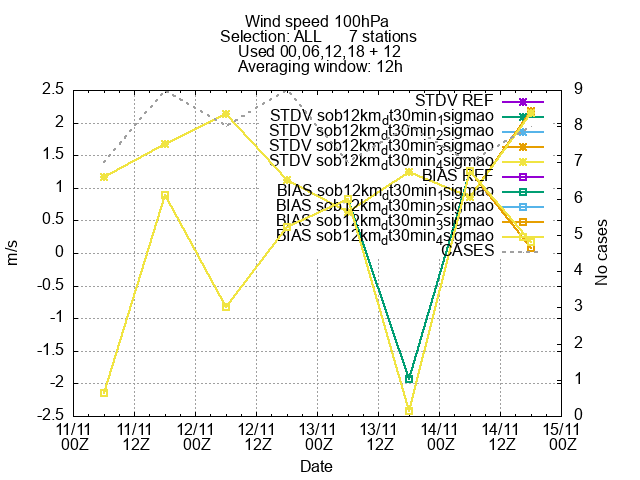 Wind speed 100hPa
Selection: ALL 7 stations
Used 00,06,12,18 + 12
Averaging window: 12h
2.5
2
1.5
1
0.5
0
-0.5
-1
-1.5
-2
-2.5
m/s
9
8
7
6
5
4
3
2
1
0
No cases
STDV REF
STDV sob12km_dt30min_1sigmao
STDV sob12km_dt30min_2sigmao
STDV sob12km_dt30min_3sigmao
STDV sob12km_dt30min_4sigmao
BIAS REF
BIAS sob12km_dt30min_1sigmao
BIAS sob12km_dt30min_2sigmao
BIAS sob12km_dt30min_3sigmao
BIAS sob12km_dt30min_4sigmao
CASES
11/11 11/11 12/11 12/11 13/11 13/11 14/11 14/11 15/11
00Z 12Z 00Z 12Z 00Z 12Z 00Z 12Z 00Z
Date